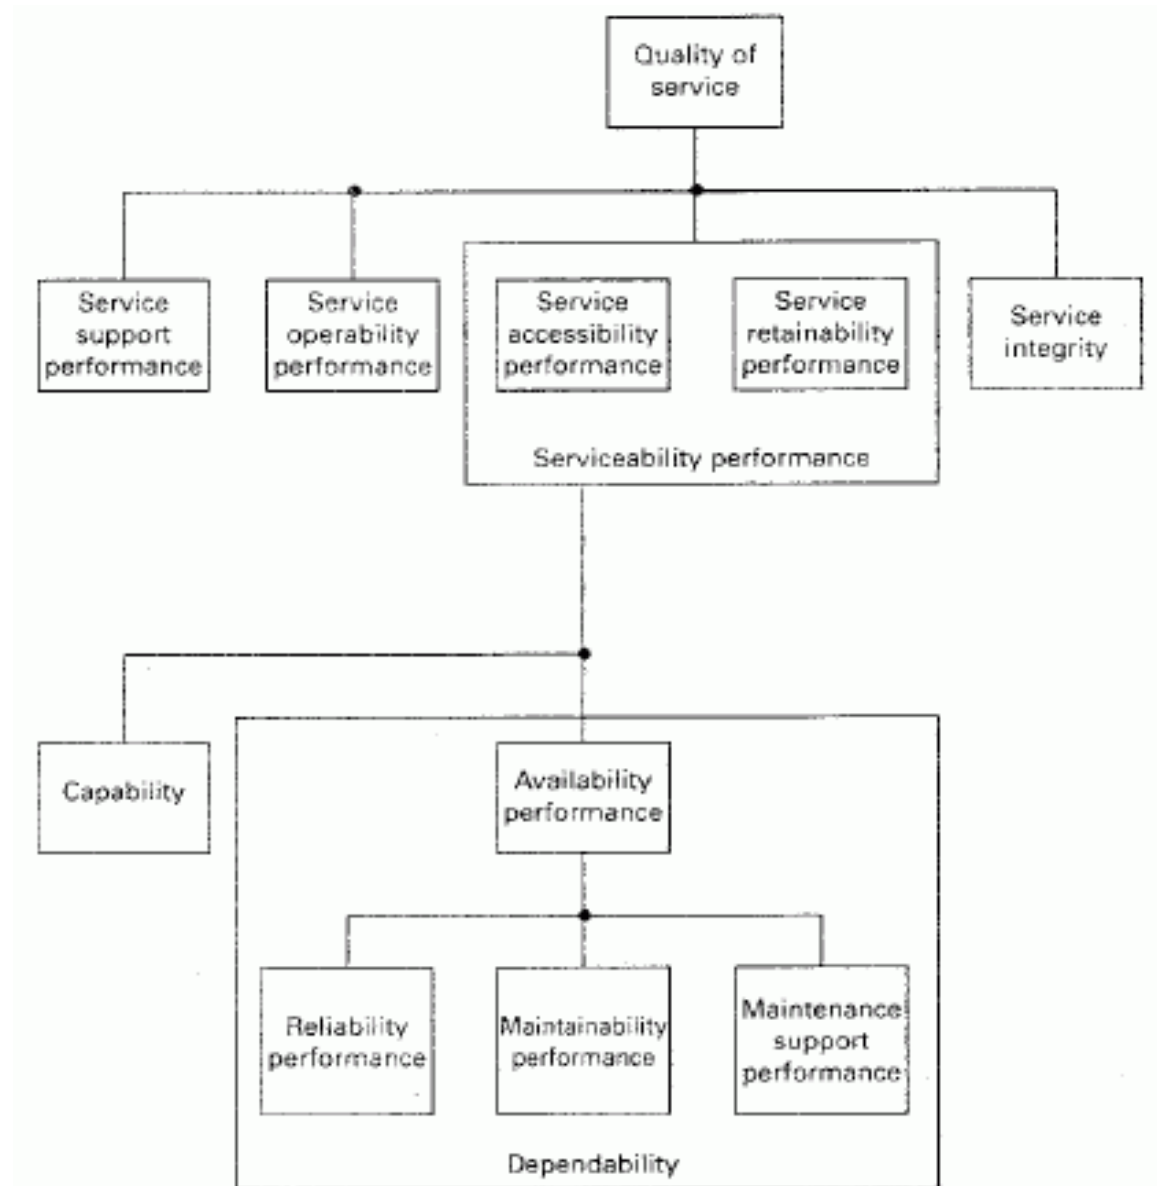 Quality of
service
Service
support
performance
Service
operability
performance
Service
accessibility
performance
Service
retainability
performance
Service
integrity
Serviceability performance
Capability
Availability
performance
Reliability
performance
Maintainability
performance
Maintenance
support
performance
Dependability